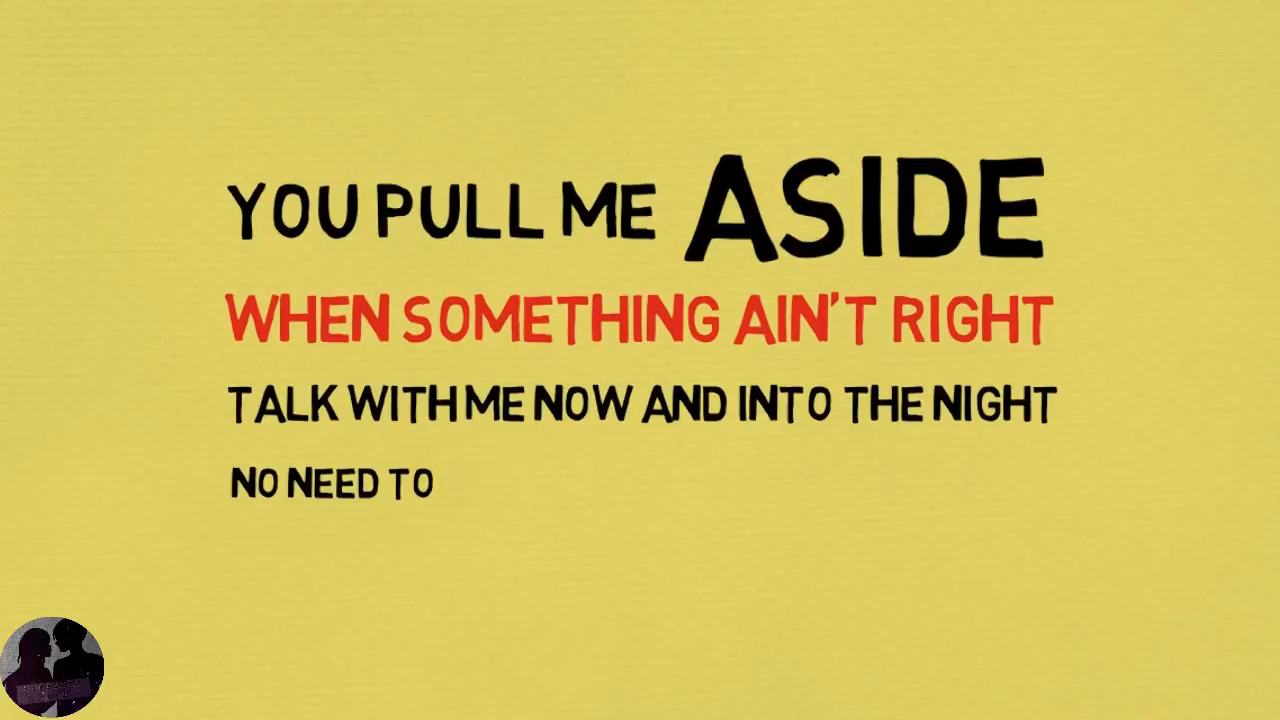 YOU PULL ME ASIDE
WHEN SOMETHING AIN'T RIGHT
TALK WITH ME NOW AND INTO THE NIGHT
NO NEED TO